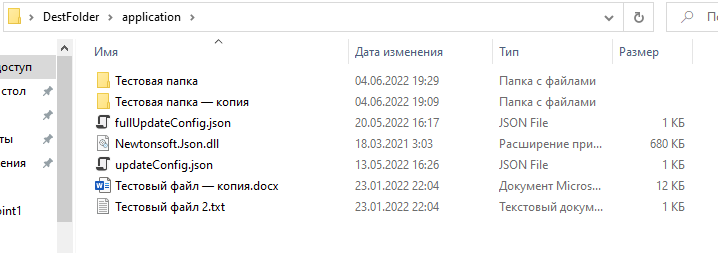 DestFolder > application >
По
Имя Дата изменения Тип Размер
доступ
стол
ты
ения
oint1
Тестовая папка 04.06.2022 19:29 Папка с файлами
Тестовая папка — копия 04.06.2022 19:09 Папка с файлами
fullUpdateConfig.json 20.05.2022 16:17 JSON File 1 КБ
Newtonsoft.Json.dll 18.03.2021 3:03 Расширение при... 680 КБ
updateConfig.json 13.05.2022 16:26 JSON File 1 КБ
Тестовый файл — копия.docx 23.01.2022 22:04 Документ Micros... 12 КБ
Тестовый файл 2.txt 23.01.2022 22:04 Текстовый докум... 1 КБ